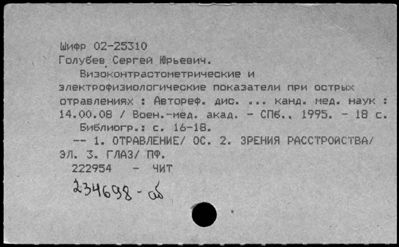 Шифр 02-25310
Голубев Сергей Юрьевич.
Визоконтрастометрические и
электрофизиологические показатели при острых
отравлениях : Автореф. дис. ... канд. мед. наук :
14.00.08 / Воен.-мед. акад. - СПб., 1995. - 18 с.
Библиогр.: с. 16-18.
-- 1. ОТРАВЛЕНИЕ/ ОС. 2. ЗРЕНИЯ РАССТРОЙСТВА/
ЭЛ. 3. ГЛАЗ/ ПФ.
222954 - ЧИТ
234698-аб